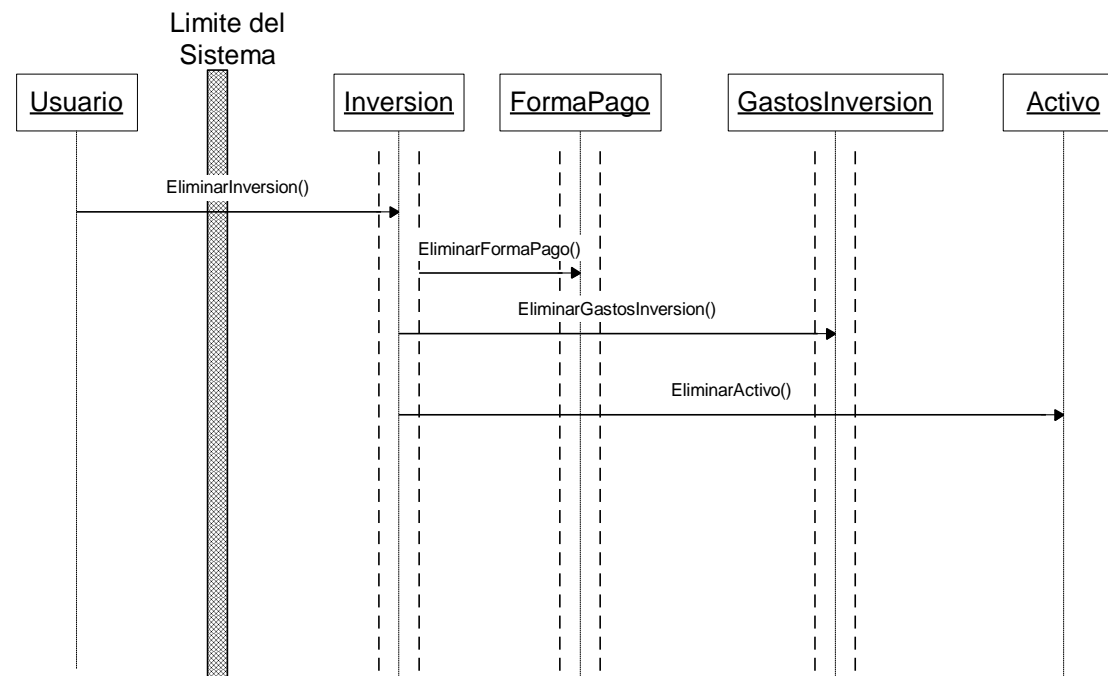 Limite del
Sistema
Usuario
Inversion
FormaPago
GastosInversion
Activo
EliminarInversion()
EliminarFormaPago()
EliminarGastosInversion()
EliminarActivo()